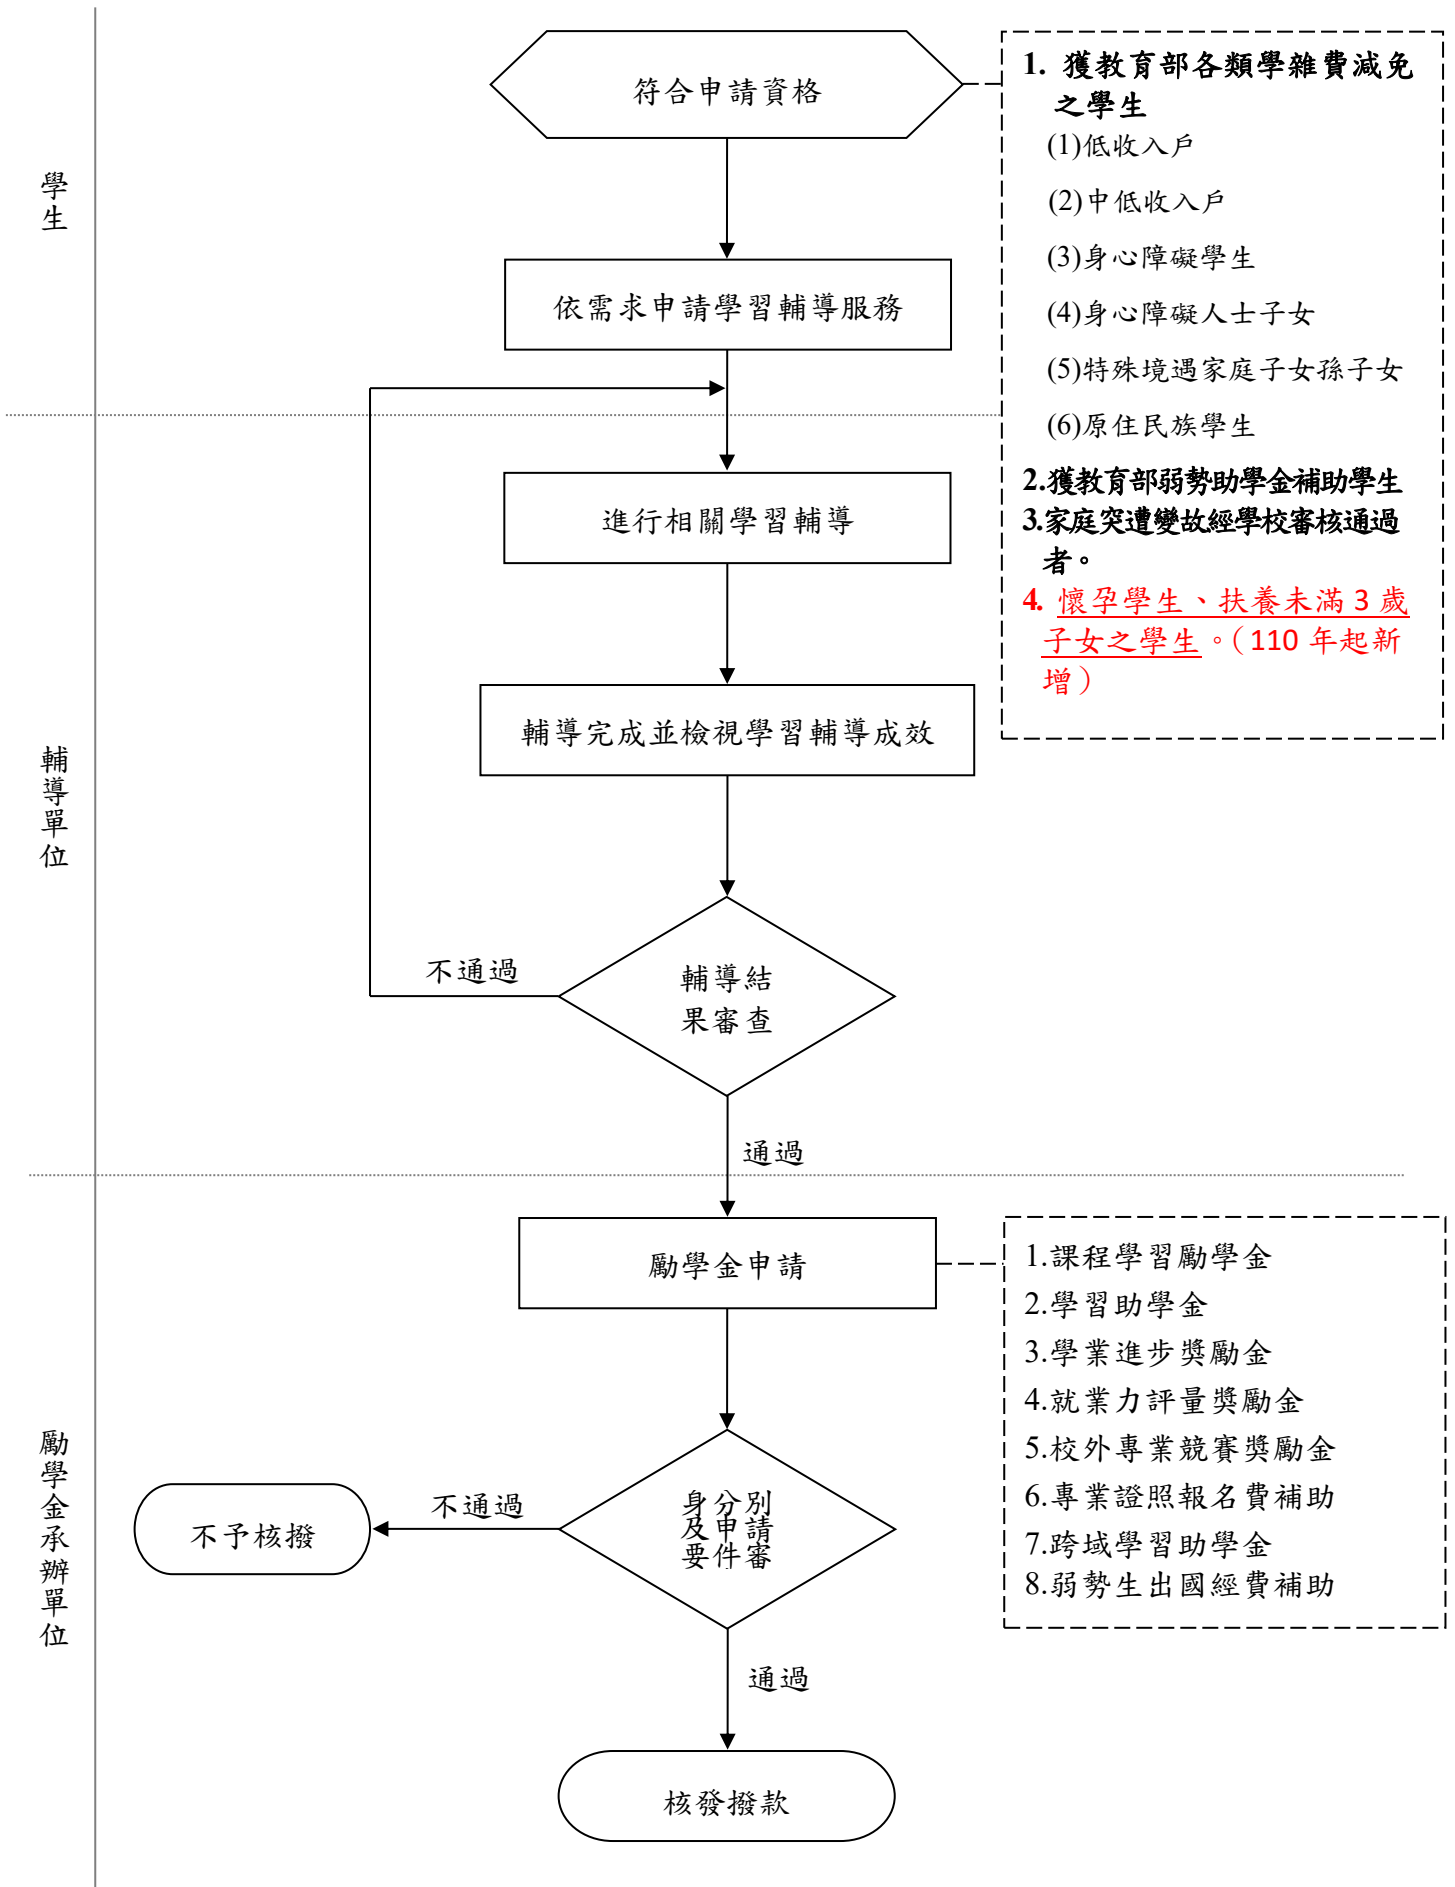 符合申請資格
1. 獲教育部各類學雜費減免
之學生
(1)低收入戶
(2)中低收入戶
(3)身心障礙學生
(4)身心障礙人士子女
(5)特殊境遇家庭子女孫子女
(6)原住民族學生
2.獲教育部弱勢助學金補助學生
3.家庭突遭變故經學校審核通過
者。
4. 懷孕學生、扶養未滿 3 歲
子女之學生。(110 年起新
增)
學生
依需求申請學習輔導服務
輔導單位
進行相關學習輔導
輔導完成並檢視學習輔導成效
不通過
輔導結
果審查
通過
勵學金承辦單位
勵學金申請
1.課程學習勵學金
2.學習助學金
3.學業進步獎勵金
4.就業力評量獎勵金
5.校外專業競賽獎勵金
6.專業證照報名費補助
7.跨域學習助學金
8.弱勢生出國經費補助
不予核撥
不通過
身分別
及申請
要件審
通過
核發撥款